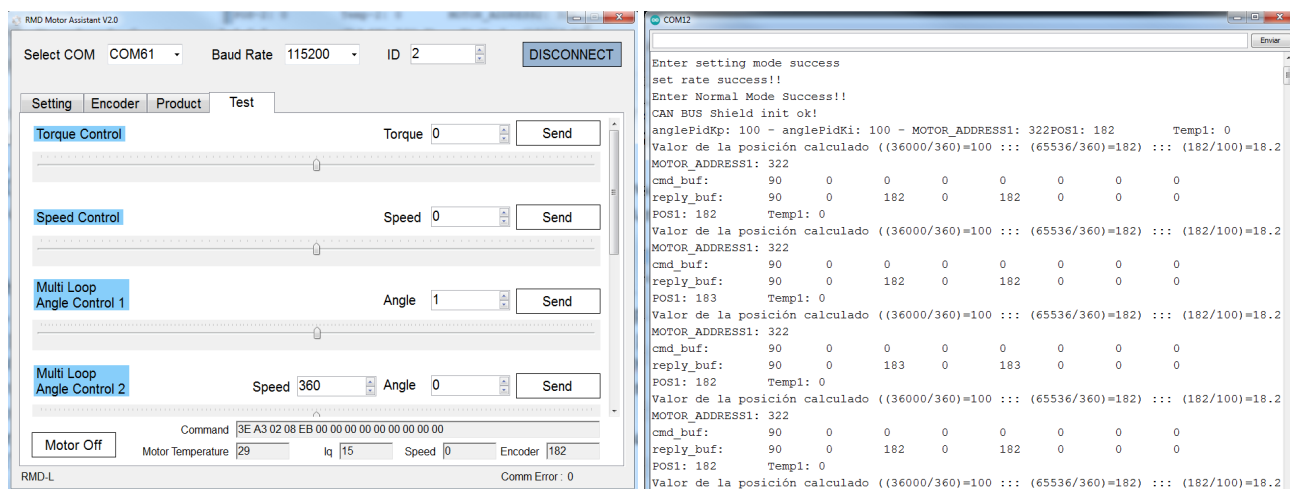 RMD Motor Assistant V2.0
Select COM COM61 Baud Rate 115200 ID 2 DISCONNECT
Setting Encoder Product Test
Torque Control Torque 0 Send
Speed Control Speed 0 Send
Multi Loop
Angle Control 1 Angle 1 Send
Multi Loop
Angle Control 2 Speed 360 Angle 0 Send
Command 3E A3 02 08 EB 00 00 00 00 00 00 00 00 00
Motor Off Motor Temperature 29 Iq 15 Speed 0 Encoder 182
RMD-L Comm Error : 0
COM12
Enviar
Enter setting mode success
set rate success!!
Enter Normal Mode Success!!
CAN BUS Shield init ok!
anglePidKp: 100 - anglePidKi: 100 - MOTOR_ADDRESS1: 322POS1: 182 Temp1: 0
Valor de la posición calculado ((36000/360)=100 ::: (65536/360)=182) ::: (182/100)=18.2
MOTOR_ADDRESS1: 322
cmd_buf: 90 0 0 0 0 0 0 0
reply_buf: 90 0 182 0 182 0 0 0
POS1: 182 Temp1: 0
Valor de la posición calculado ((36000/360)=100 ::: (65536/360)=182) ::: (182/100)=18.2
MOTOR_ADDRESS1: 322
cmd_buf: 90 0 0 0 0 0 0 0
reply_buf: 90 0 182 0 182 0 0 0
POS1: 183 Temp1: 0
Valor de la posición calculado ((36000/360)=100 ::: (65536/360)=182) ::: (182/100)=18.2
MOTOR_ADDRESS1: 322
cmd_buf: 90 0 0 0 0 0 0 0
reply_buf: 90 0 183 0 183 0 0 0
POS1: 182 Temp1: 0
Valor de la posición calculado ((36000/360)=100 ::: (65536/360)=182) ::: (182/100)=18.2
MOTOR_ADDRESS1: 322
cmd_buf: 90 0 0 0 0 0 0 0
reply_buf: 90 0 182 0 182 0 0 0
POS1: 182 Temp1: 0
Valor de la posición calculado ((36000/360)=100 ::: (65536/360)=182) ::: (182/100)=18.2